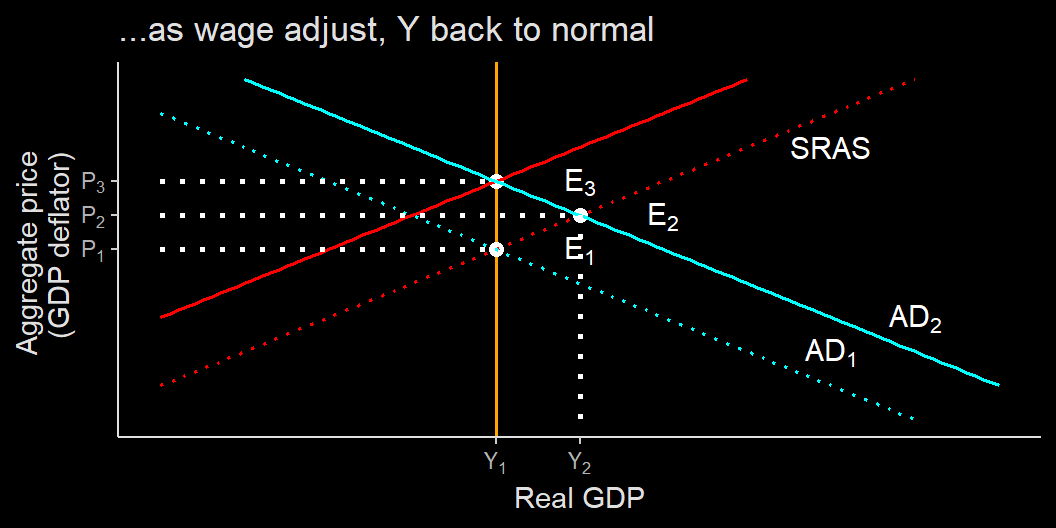 ...as wage adjust, Y back to normal
Aggregate price
(GDP deflator)
P₃
P₂
P₁
SRAS
E₃
E₂
E₁
AD₂
AD₁
Y₁
Y₂
Real GDP